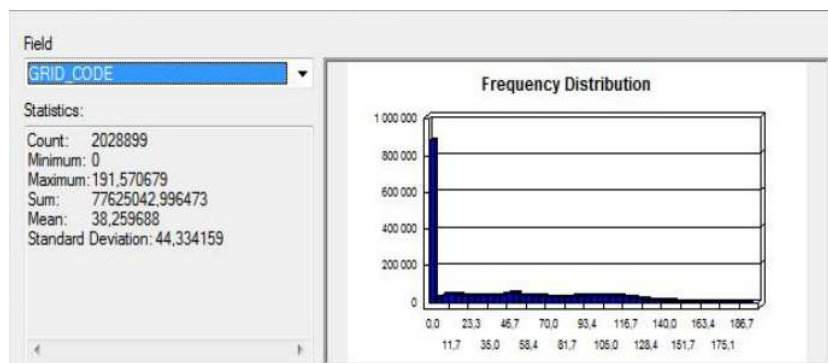 Field
GRID_CODE
Statistics:
Count: 2028899
Minimum: 0
Maximum: 191,570679
Sum: 77625042,996473
Mean: 38,259688
Standard Deviation: 44,334159
Frequency Distribution
1 000 000
800 000
600 000
400 000
200 000
0
0,0 23,3 46,7 70,0 93,4 116,7 140,0 163,4 186,7
11,7 35,0 58,4 81,7 105,0 128,4 151,7 175,1